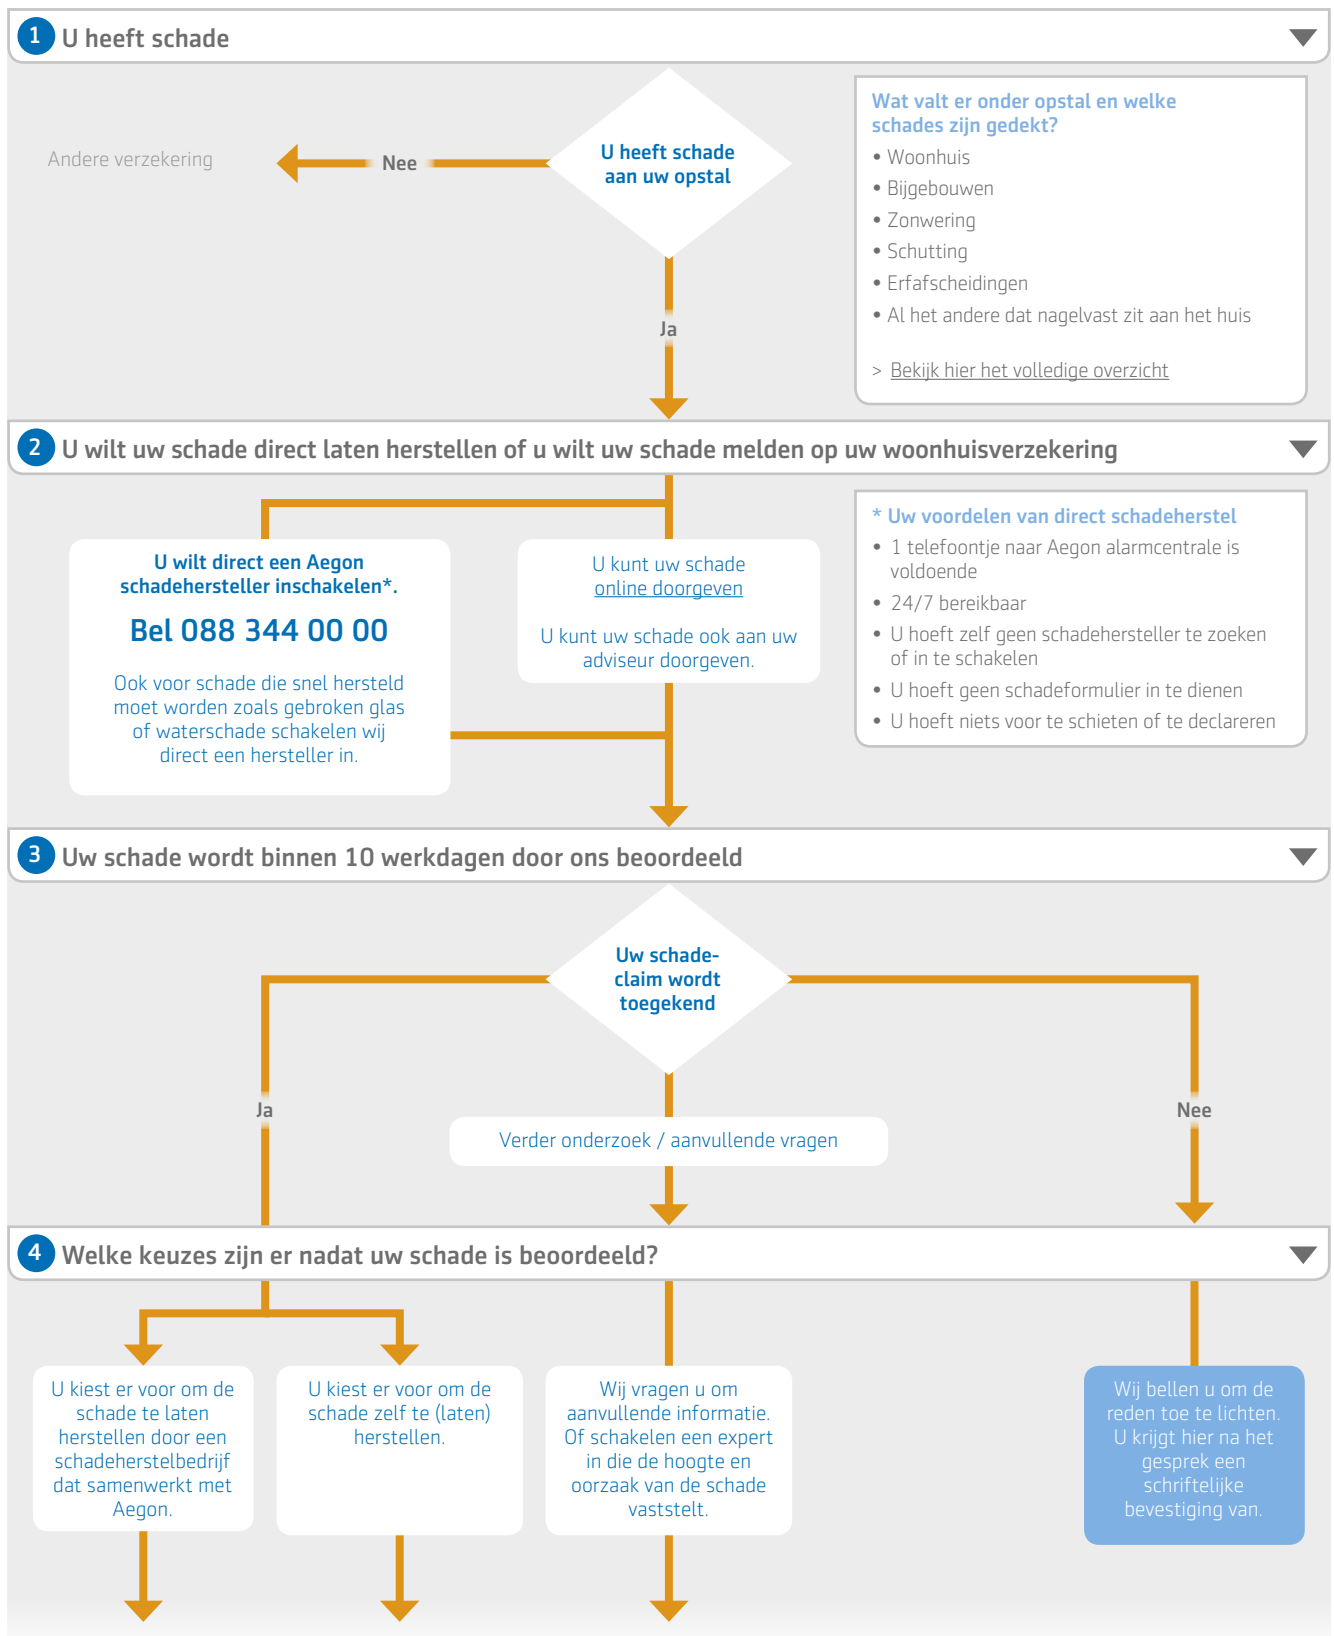 1 U heeft schade
Andere verzekering
Nee
U heeft schade
aan uw opstal
Ja
Wat valt er onder opstal en welke
schades zijn gedekt?
• Woonhuis
• Bijgebouwen
• Zonwering
• Schutting
• Erfafscheidingen
• Al het andere dat nagelvast zit aan het huis
> Bekijk hier het volledige overzicht
2 U wilt uw schade direct laten herstellen of u wilt uw schade melden op uw woonhuisverzekering
U wilt direct een Aegon
schadehersteller inschakelen*.
Bel 088 344 00 00
Ook voor schade die snel hersteld
moet worden zoals gebroken glas
of waterschade schakelen wij
direct een hersteller in.
U kunt uw schade
online doorgeven
U kunt uw schade ook aan uw
adviseur doorgeven.
* Uw voordelen van direct schadeherstel
• 1 telefoontje naar Aegon alarmcentrale is
voldoende
• 24/7 bereikbaar
• U hoeft zelf geen schadehersteller te zoeken
of in te schakelen
• U hoeft geen schadeformulier in te dienen
• U hoeft niets voor te schieten of te declareren
3 Uw schade wordt binnen 10 werkdagen door ons beoordeeld
Uw schade-
claim wordt
toegekend
Ja
Verder onderzoek / aanvullende vragen
Nee
4 Welke keuzes zijn er nadat uw schade is beoordeeld?
U kiest er voor om de
schade te laten
herstellen door een
schadeherstelbedrijf
dat samenwerkt met
Aegon.
U kiest er voor om de
schade zelf te (laten)
herstellen.
Wij vragen u om
aanvullende informatie.
Of schakelen een expert
in die de hoogte en
oorzaak van de schade
vaststelt.
Wij bellen u om de
reden toe te lichten.
U krijgt hier na het
gesprek een
schriftelijke
bevestiging van.